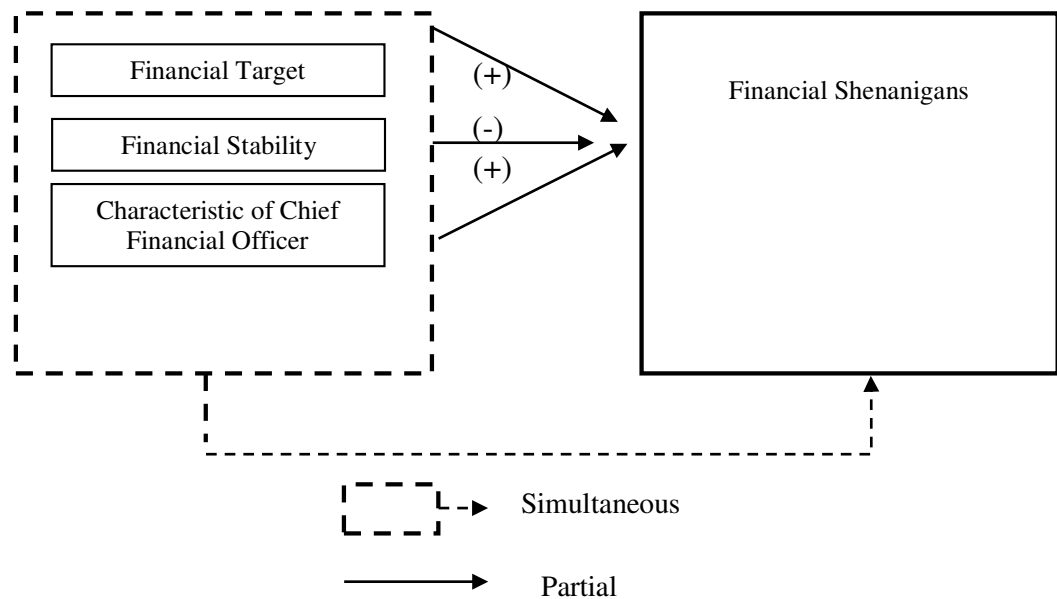 Financial Target
(+)
Financial Shenanigans
Financial Stability
(-)
(+)
Characteristic of Chief
Financial Officer
Simultaneous
Partial